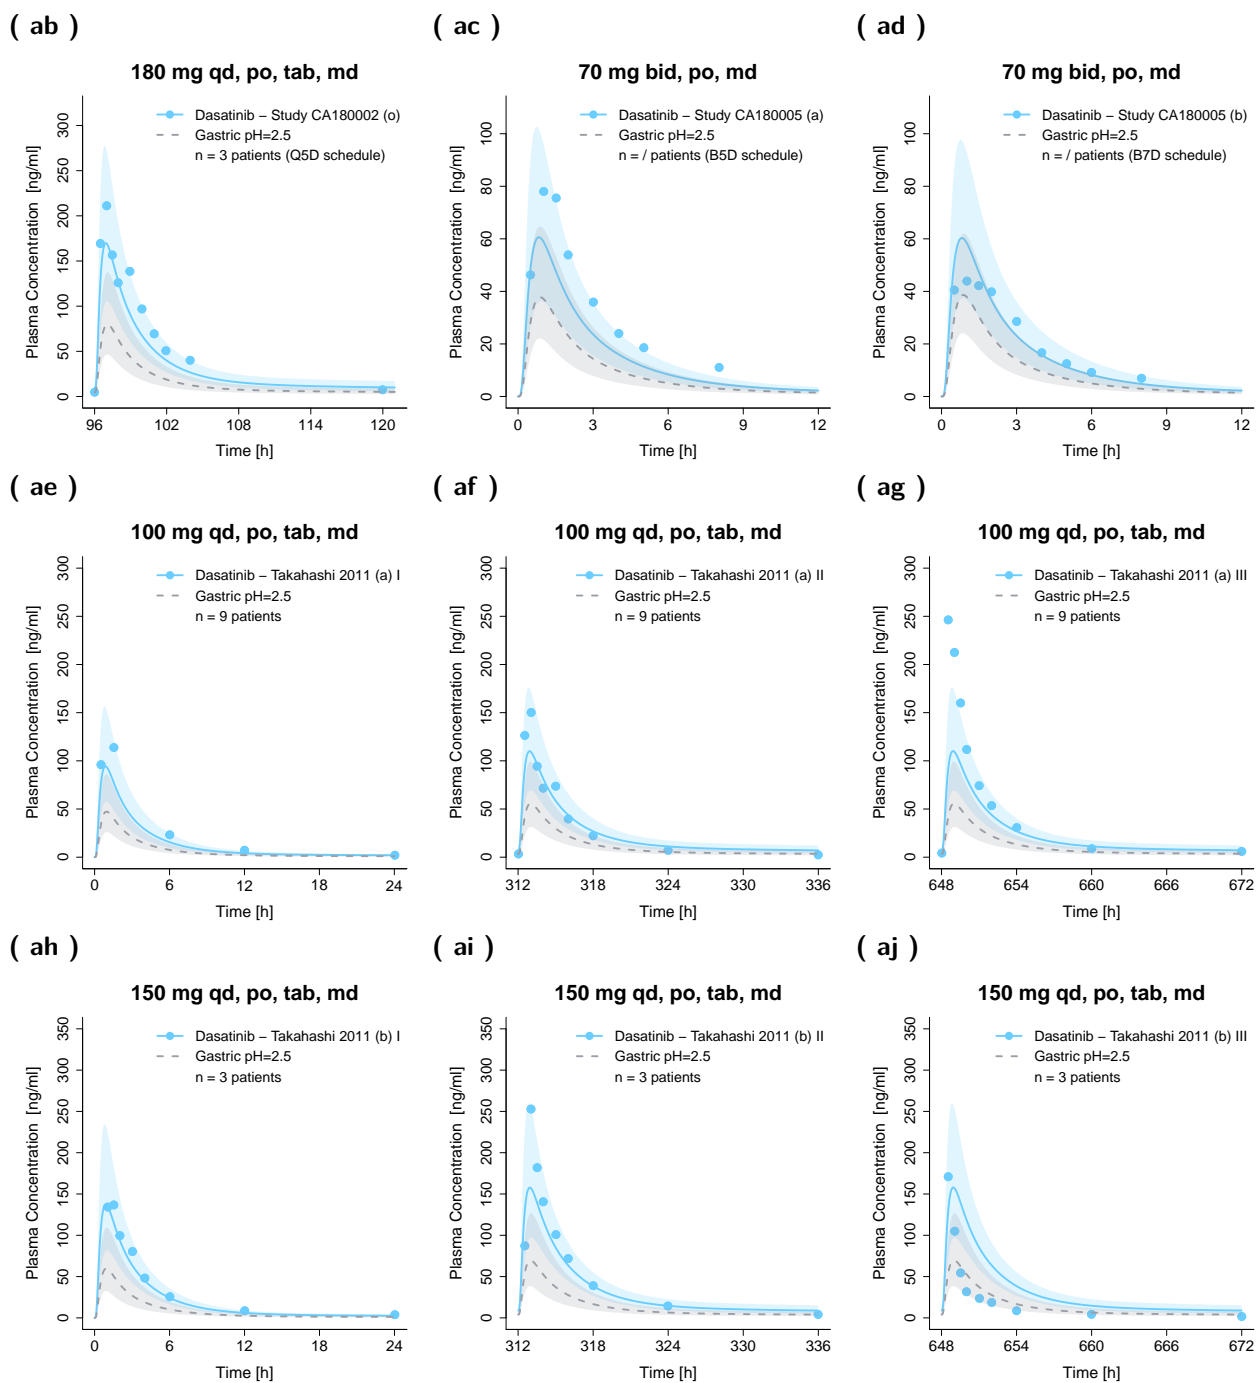 ( ab )
180 mg qd, po, tab, md
Plasma Concentration [ng/ml]
300
250
200
150
100
50
0
Dasatinib – Study CA180002 (o)
Gastric pH=2.5
n = 3 patients (Q5D schedule)
96 102 108 114 120
Time [h]
( ac )
70 mg bid, po, md
Plasma Concentration [ng/ml]
100
80
60
40
20
0
Dasatinib – Study CA180005 (a)
Gastric pH=2.5
n = / patients (B5D schedule)
0 3 6 9 12
Time [h]
( ad )
70 mg bid, po, md
Plasma Concentration [ng/ml]
100
80
60
40
20
0
Dasatinib – Study CA180005 (b)
Gastric pH=2.5
n = / patients (B7D schedule)
0 3 6 9 12
Time [h]
( ae )
100 mg qd, po, tab, md
Plasma Concentration [ng/ml]
300
250
200
150
100
50
0
Dasatinib – Takahashi 2011 (a) I
Gastric pH=2.5
n = 9 patients
0 6 12 18 24
Time [h]
( af )
100 mg qd, po, tab, md
Plasma Concentration [ng/ml]
300
250
200
150
100
50
0
Dasatinib – Takahashi 2011 (a) II
Gastric pH=2.5
n = 9 patients
312 318 324 330 336
Time [h]
( ag )
100 mg qd, po, tab, md
Plasma Concentration [ng/ml]
300
250
200
150
100
50
0
Dasatinib – Takahashi 2011 (a) III
Gastric pH=2.5
n = 9 patients
648 654 660 666 672
Time [h]
( ah )
150 mg qd, po, tab, md
Plasma Concentration [ng/ml]
350
300
250
200
150
100
50
0
Dasatinib – Takahashi 2011 (b) I
Gastric pH=2.5
n = 3 patients
0 6 12 18 24
Time [h]
( ai )
150 mg qd, po, tab, md
Plasma Concentration [ng/ml]
350
300
250
200
150
100
50
0
Dasatinib – Takahashi 2011 (b) II
Gastric pH=2.5
n = 3 patients
312 318 324 330 336
Time [h]
( aj )
150 mg qd, po, tab, md
Plasma Concentration [ng/ml]
350
300
250
200
150
100
50
0
Dasatinib – Takahashi 2011 (b) III
Gastric pH=2.5
n = 3 patients
648 654 660 666 672
Time [h]